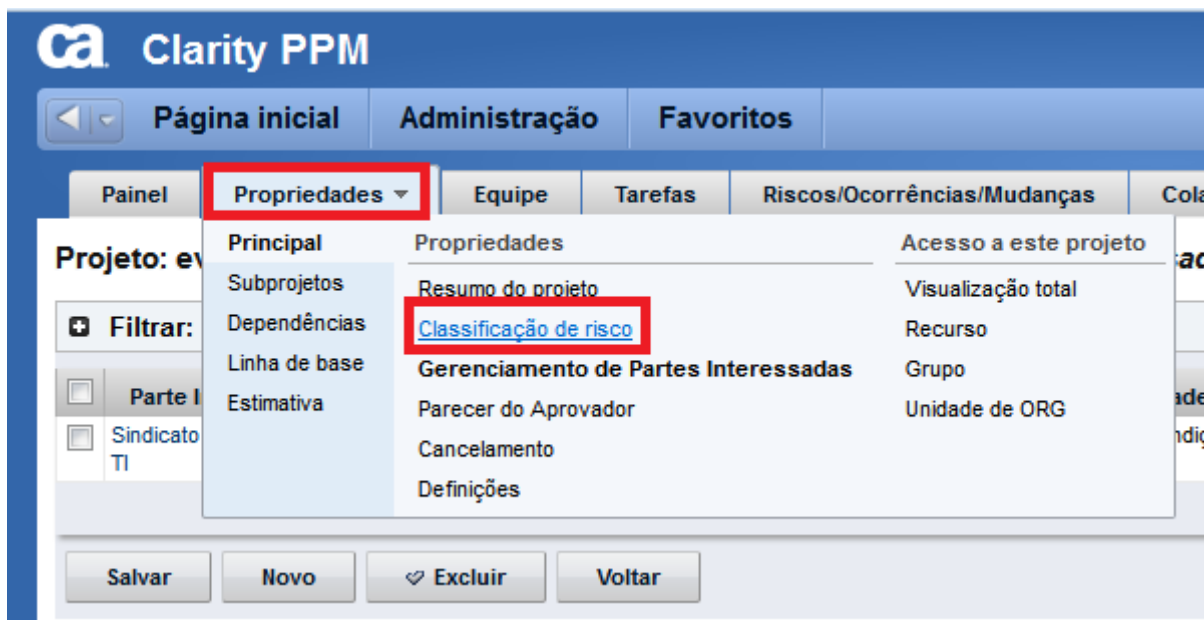 ca Clarity PPM
Página inicial Administração Favoritos
Painel Propriedades Equipe Tarefas Riscos/Ocorrências/Mudanças
Projeto:
Principal Propriedades Acesso a este projeto
Subprojetos Resumo do projeto Visualização total
Filtrar: Dependências Classificação de risco Recurso
Linha de base Gerenciamento de Partes Interessadas Grupo
Parte
Estimativa Parecer do Aprovador Unidade de ORG
Sindicato
TI
Cancelamento
Definições
Salvar Novo Excluir Voltar